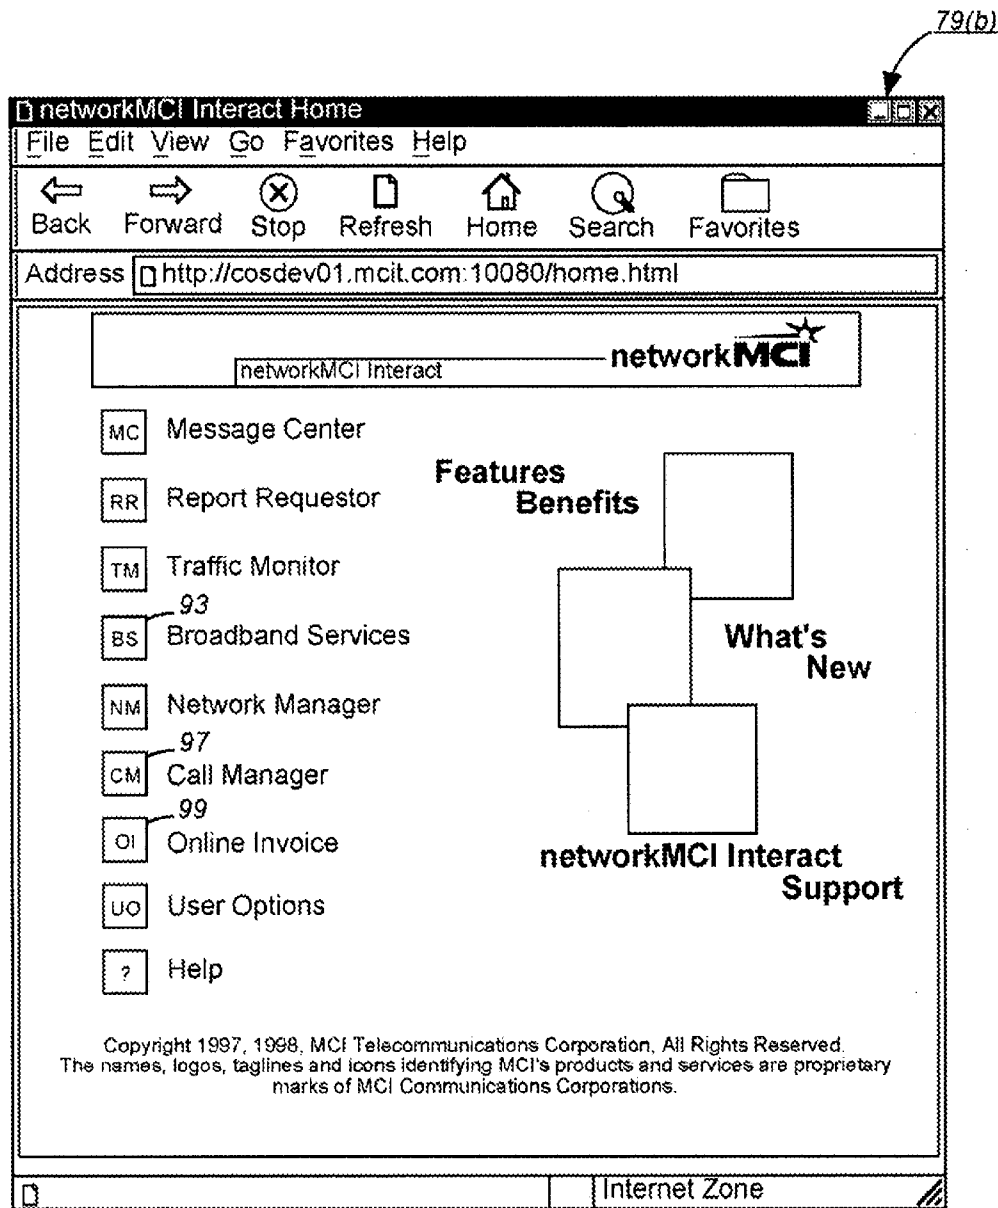 79(b)
networkMCI Interact Home
File Edit View Go Favorites Help
Back Forward Stop Refresh Home Search Favorites
Address http://cosdev01.mcit.com:10080/home.html
networkMCI Interact
networkMCI
MC Message Center
RR Report Requestor
TM Traffic Monitor
93
BS Broadband Services
NM Network Manager
97
CM Call Manager
99
OI Online Invoice
UO User Options
? Help
Features
Benefits
What's
New
networkMCI Interact
Support
Copyright 1997, 1998, MCI Telecommunications Corporation, All Rights Reserved.
The names, logos, taglines and icons identifying MCI's products and services are proprietary
marks of MCI Communications Corporations.
Internet Zone